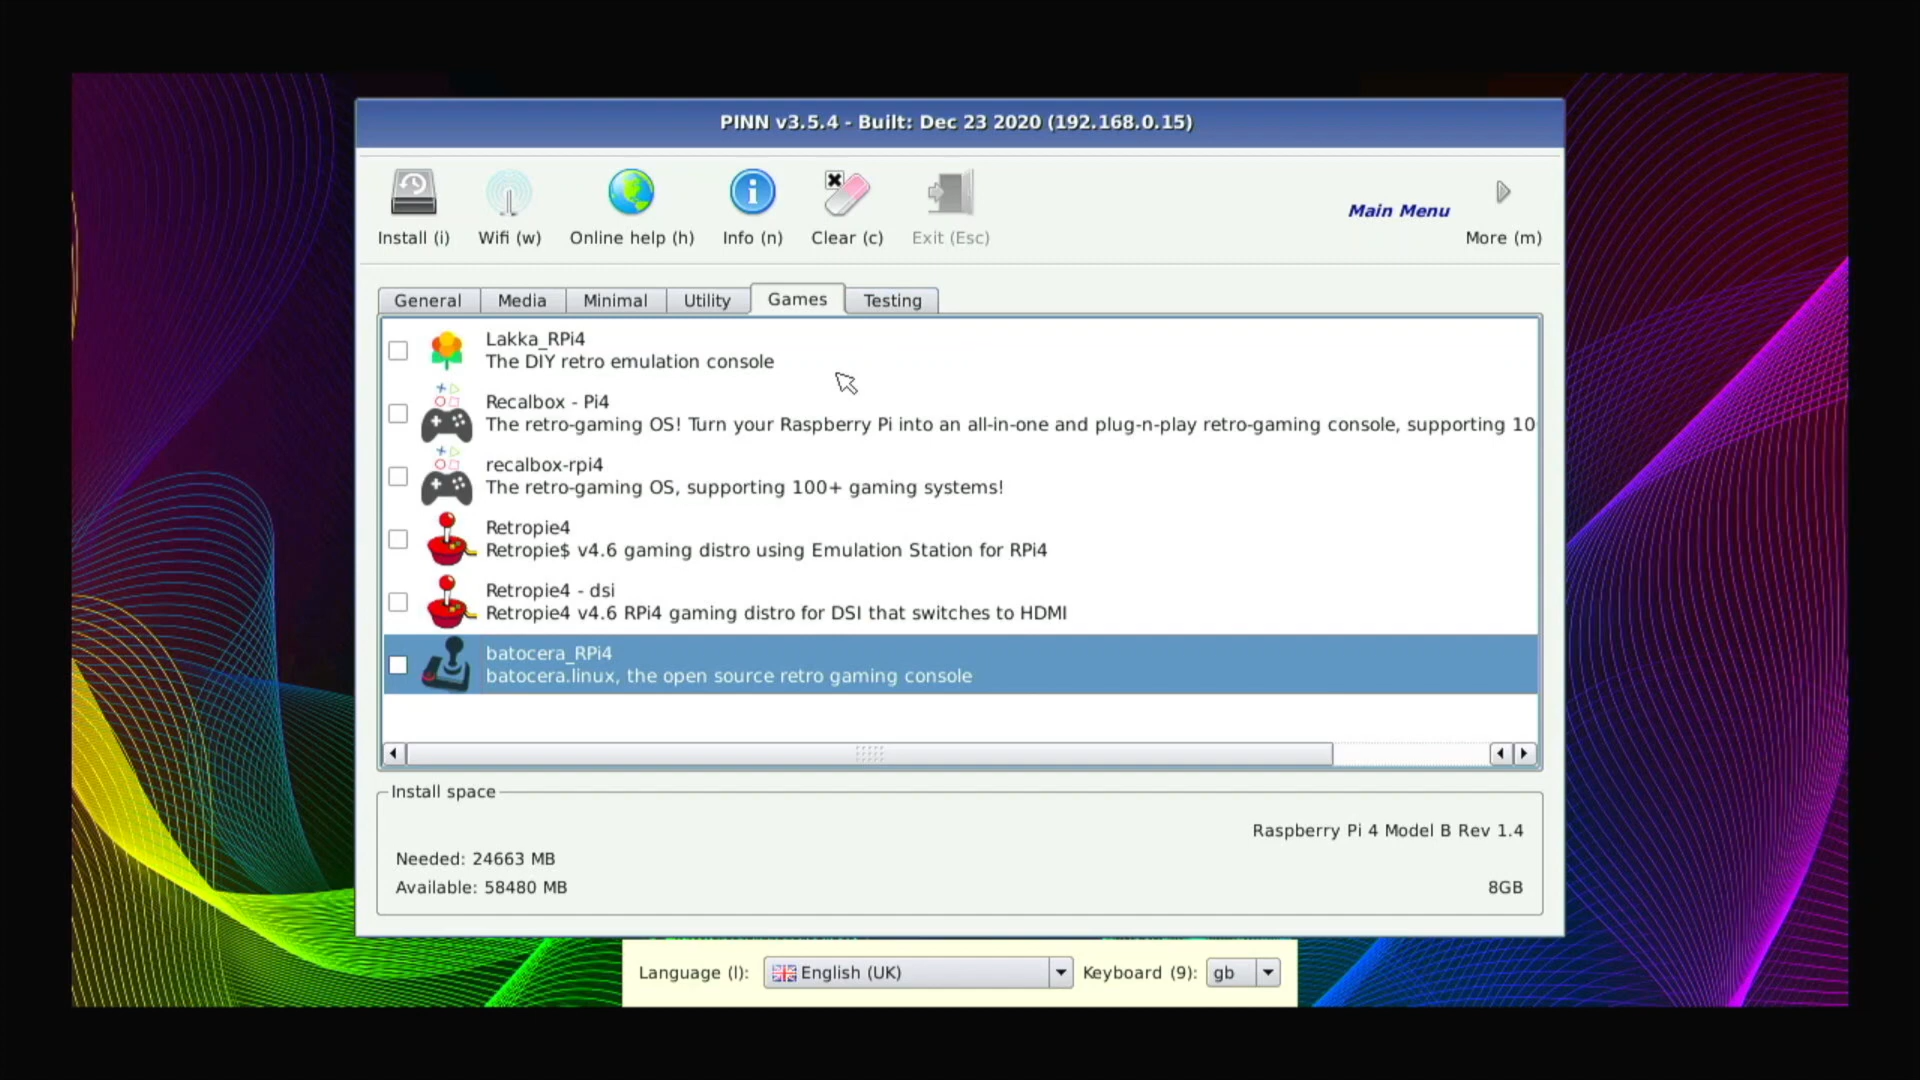 PINN v3.5.4 - Built: Dec 23 2020 (192.168.0.15)
Install (i)
Wifi (w)
Online help (h)
Info (n)
Clear (c)
Exit (Esc)
Main Menu
More (m)
General
Media
Minimal
Utility
Games
Testing
Lakka_RPi4
The DIY retro emulation console
Recalbox - Pi4
The retro-gaming OS! Turn your Raspberry Pi into an all-in-one and plug-n-play retro-gaming console, supporting 10
recalbox-rpi4
The retro-gaming OS, supporting 100+ gaming systems!
Retropie4
Retropie$ v4.6 gaming distro using Emulation Station for RPi4
Retropie4 - dsi
Retropie4 v4.6 RPi4 gaming distro for DSI that switches to HDMI
batocera_RPi4
batocera.linux, the open source retro gaming console
Install space
Raspberry Pi 4 Model B Rev 1.4
Needed: 24663 MB
Available: 58480 MB
8GB
Language (l):
English (UK)
Keyboard (9):
gb